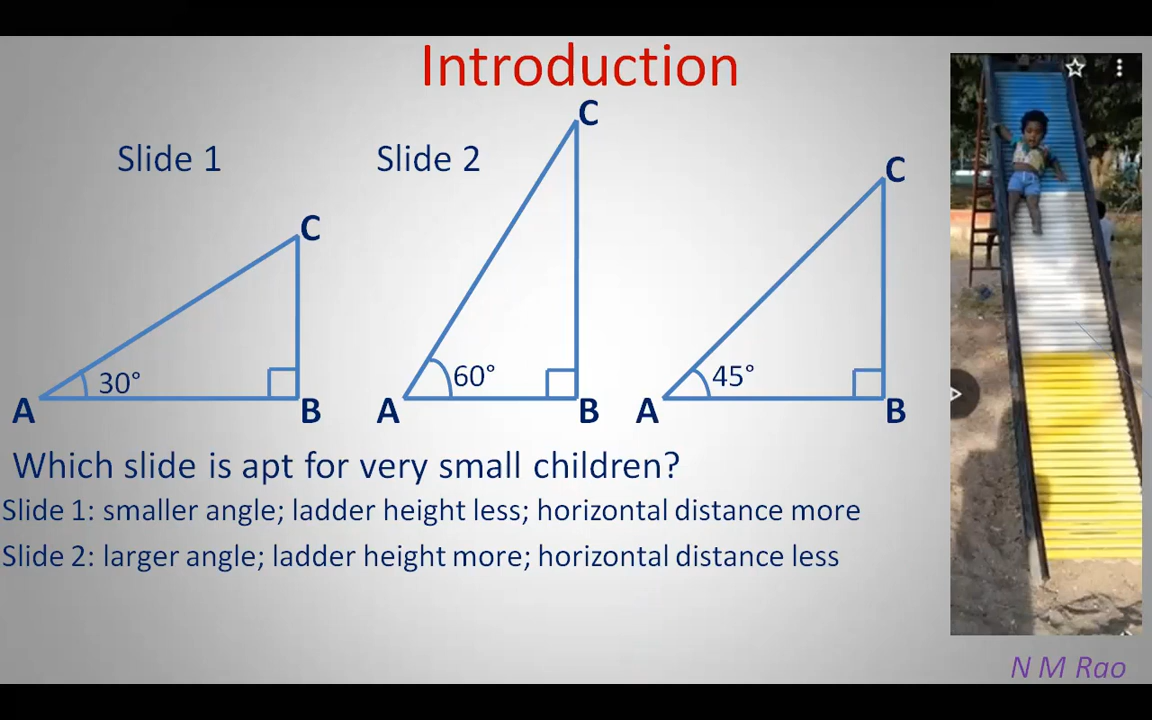 Introduction
Slide 1
Slide 2
C
C
C
30°
60°
45°
A
B
A
B
A
B
Which slide is apt for very small children?
Slide 1: smaller angle; ladder height less; horizontal distance more
Slide 2: larger angle; ladder height more; horizontal distance less
N M Rao